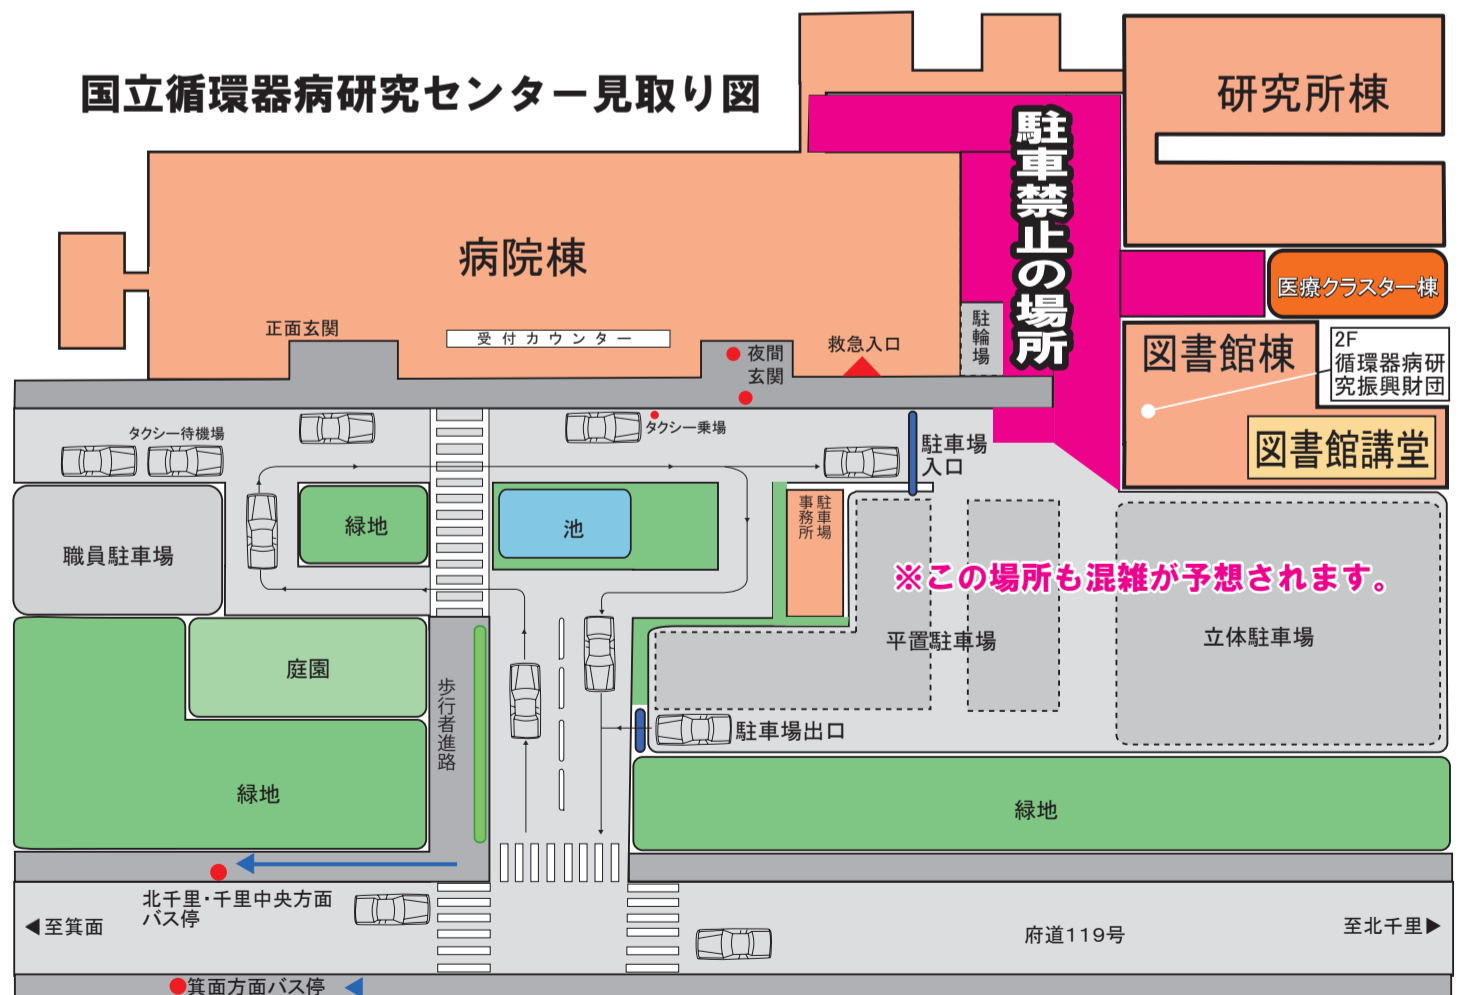 国立循環器病研究センター見取り図
研究所棟
駐車禁止の場所
病院棟
医療クラスター棟
正面玄関
受付カウンター
夜間
玄関
救急入口
駐輪場
図書館棟
2F
循環器病研
究振興財団
図書館講堂
タクシー待機場
タクシー乗場
駐車場
入口
職員駐車場
緑地
池
駐車場
事務所
※この場所も混雑が予想されます。
平置駐車場
立体駐車場
庭園
歩行者進路
駐車場出口
緑地
緑地
北千里・千里中央方面
バス停
◀至箕面
府道119号
至北千里▶
箕面方面バス停